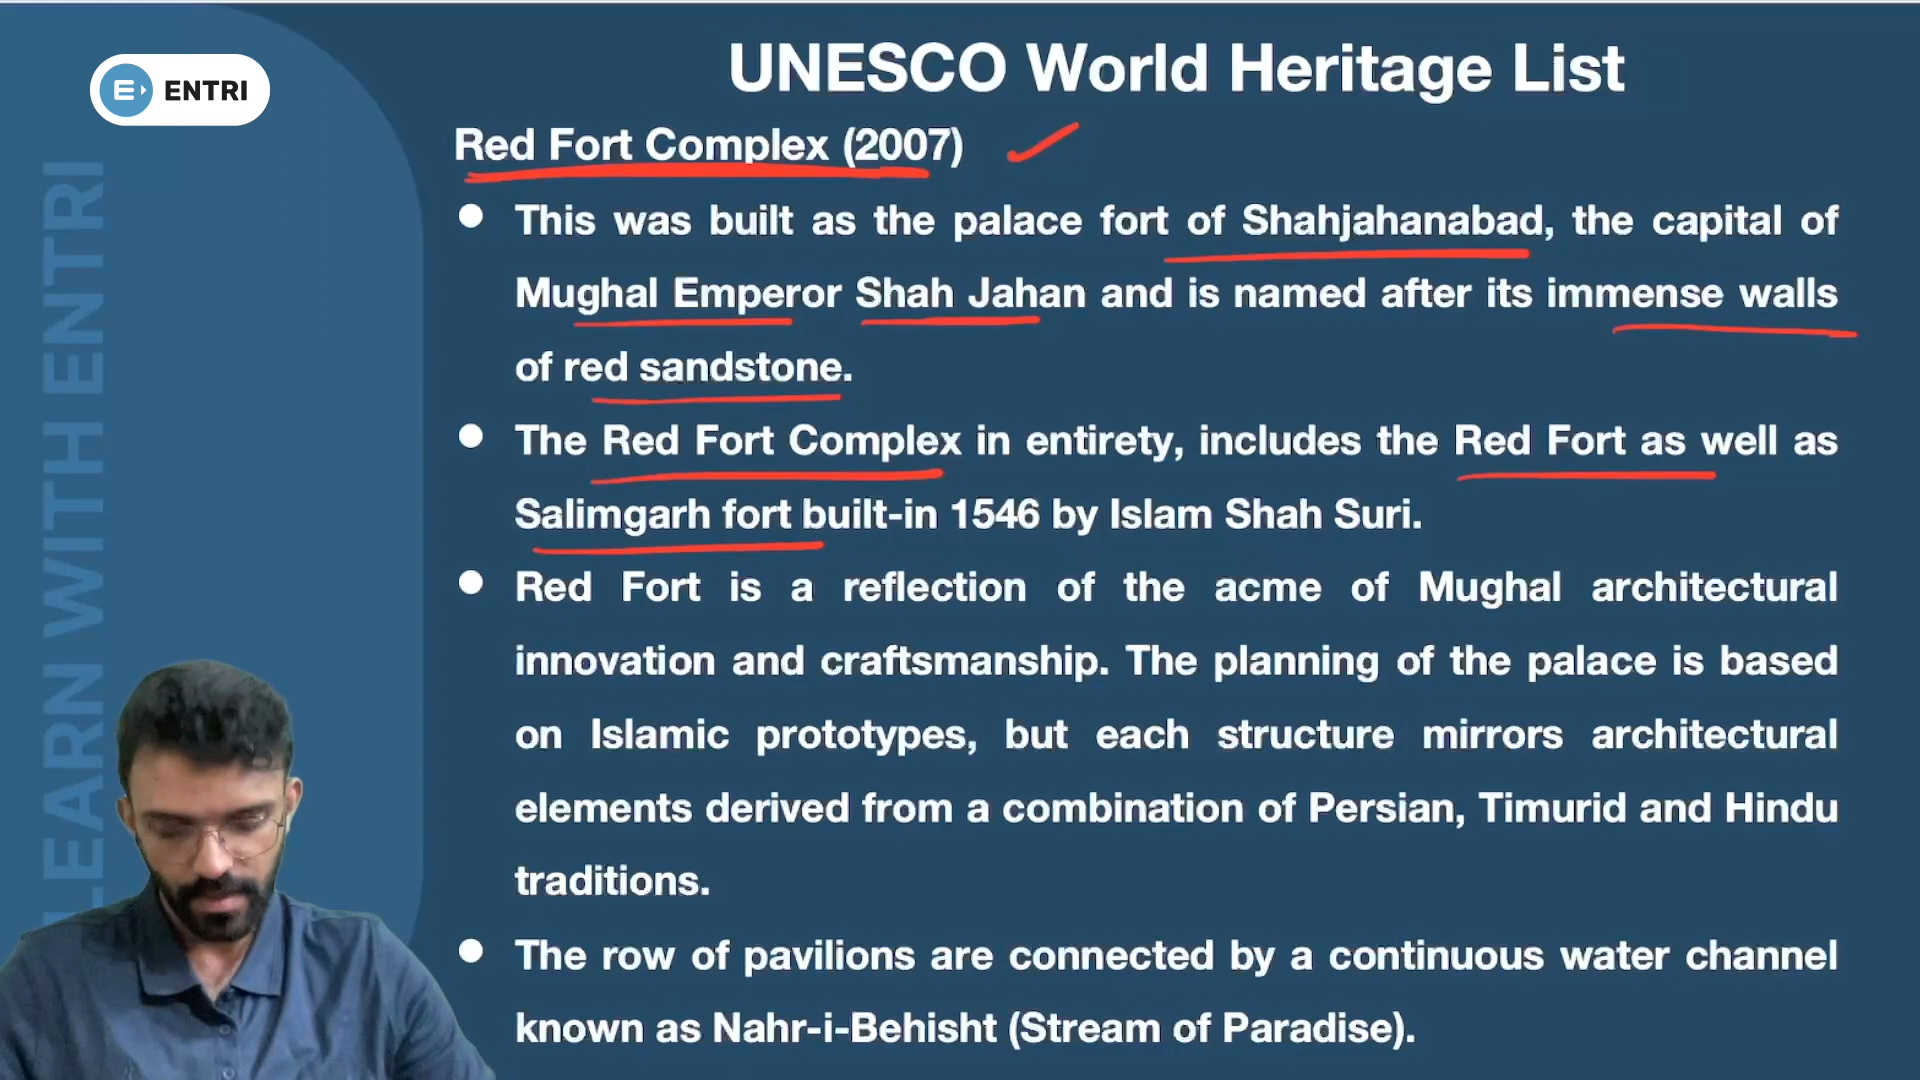 ENTRI
LEARN WITH ENTRI
UNESCO World Heritage List
Red Fort Complex (2007)
This was built as the palace fort of Shahjahanabad, the capital of
Mughal Emperor Shah Jahan and is named after its immense walls
of red sandstone.
The Red Fort Complex in entirety, includes the Red Fort as well as
Salimgarh fort built-in 1546 by Islam Shah Suri.
Red Fort is a reflection of the acme of Mughal architectural
innovation and craftsmanship. The planning of the palace is based
on Islamic prototypes, but each structure mirrors architectural
elements derived from a combination of Persian, Timurid and Hindu
traditions.
The row of pavilions are connected by a continuous water channel
known as Nahr-i-Behisht (Stream of Paradise).